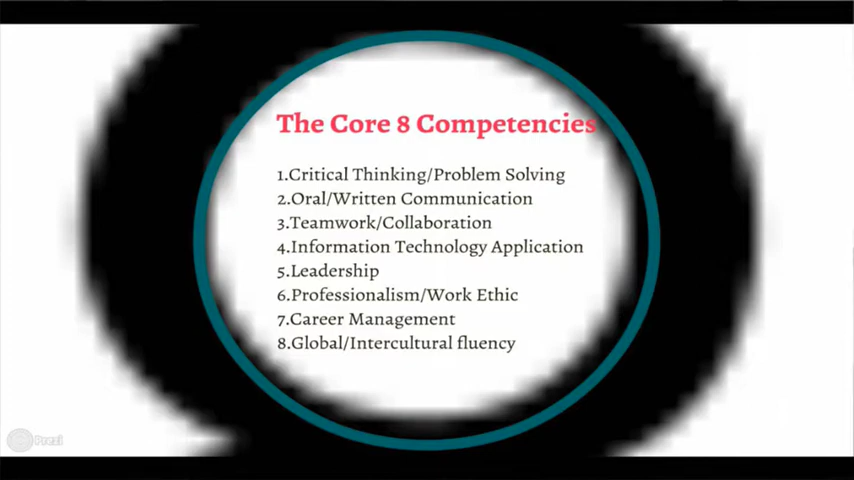 The Core 8 Competencies
1.Critical Thinking/Problem Solving
2.Oral/Written Communication
3.Teamwork/Collaboration
4.Information Technology Application
5.Leadership
6.Professionalism/Work Ethic
7.Career Management
8.Global/Intercultural fluency
Prezi